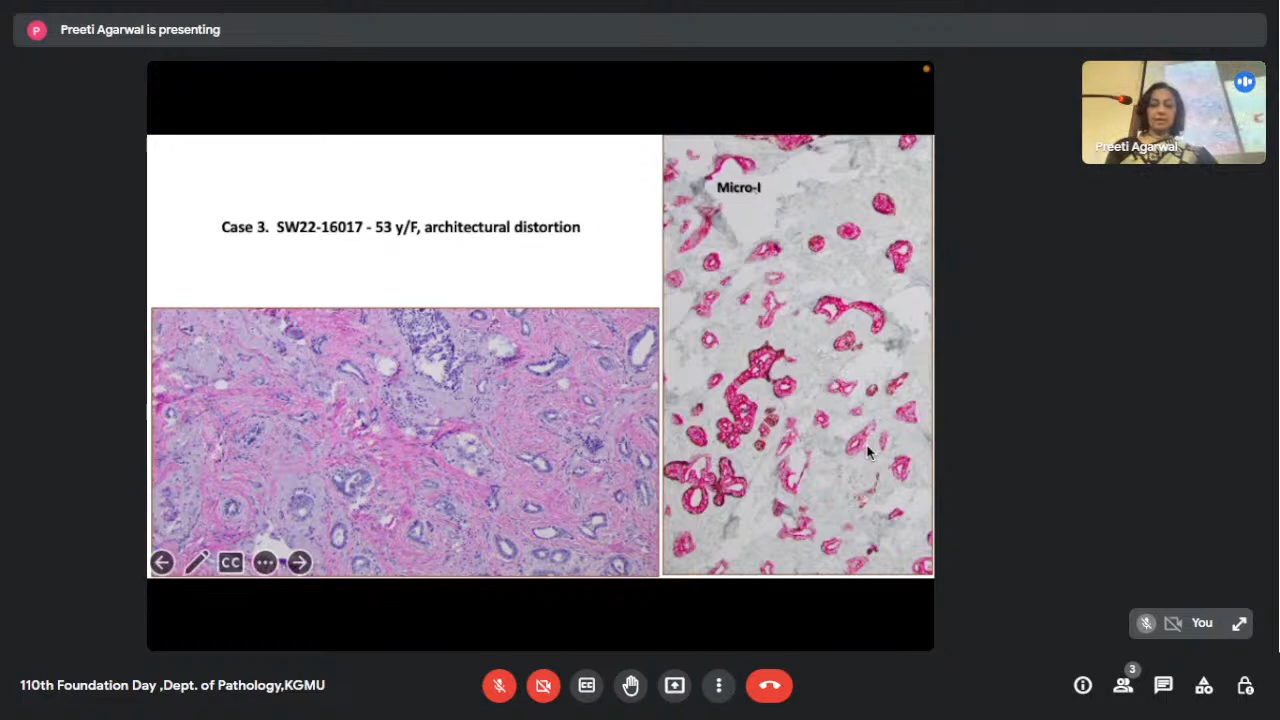 P
Preeti Agarwal is presenting
Preeti Agarwal
Micro-I
Case 3. SW22-16017 - 53 y/F, architectural distortion
CC
You
110th Foundation Day ,Dept. of Pathology,KGMU
3